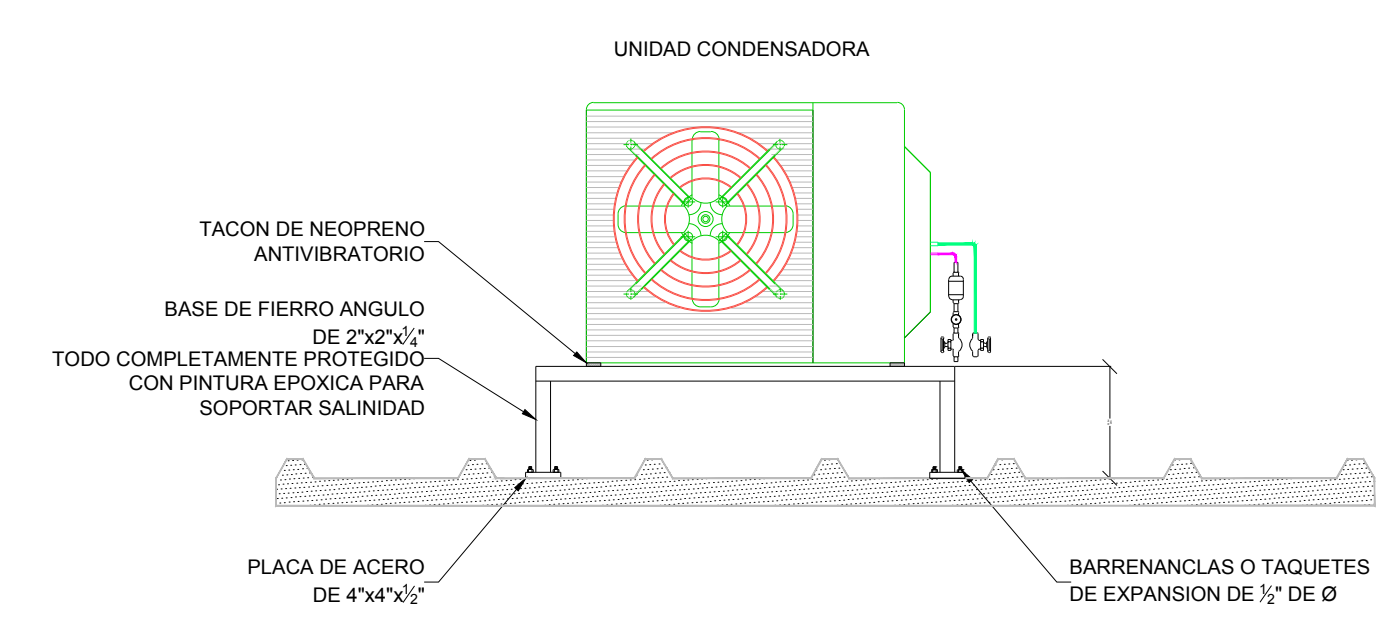 UNIDAD CONDENSADORA
TACON DE NEOPRENO
ANTIVIBRATORIO
BASE DE FIERRO ANGULO
DE 2"x2"x¼"
TODO COMPLETAMENTE PROTEGIDO
CON PINTURA EPOXICA PARA
SOPORTAR SALINIDAD
PLACA DE ACERO
DE 4"x4"x½"
BARRENANCLAS O TAQUETES
DE EXPANSION DE ½" DE Ø